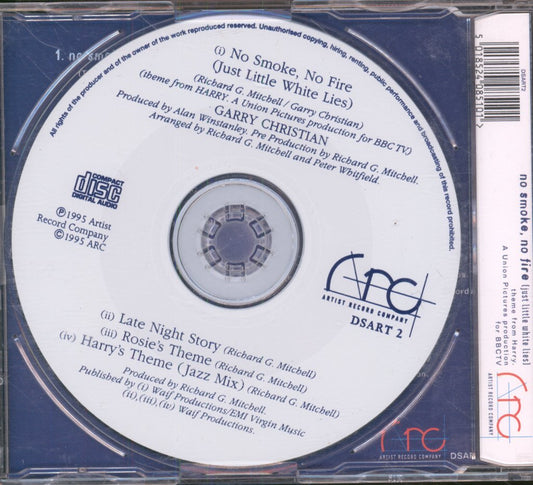 All rights of the producer and of the owner of the work reproduced reserved. Unauthorised copying, hiring, renting, public performance and broadcasting of this record prohibited.
1. no smo
(i) No Smoke, No Fire
(Just Little White Lies)
(Richard G. Mitchell / Garry Christian)
(theme from HARRY. A Union Pictures production for BBC TV)
GARRY CHRISTIAN
Produced by Alan Winstanley. Pre Production by Richard G. Mitchell.
Arranged by Richard G. Mitchell and Peter Whifield.
COMPACT
disc
DIGITAL AUDIO
℗1995 Artist
Record Company
©1995 ARC
Arc
ARTIST RECORD COMPANY
DSART 2
(ii) Late Night Story (Richard G. Mitchell)
(iii) Rosie's Theme (Richard G. Mitchell)
(iv) Harry's Theme (Jazz Mix) (Richard G. Mitchell)
Produced by Richard G. Mitchell.
Published by (i) Waif Productions/EMI Virgin Music
(ii),(iii),(iv) Waif Productions.
Arc
ARTIST RECORD COMPANY
DSAR
DSART2
5 018524 085101
no smoke, no fire (just little white lies)
theme from Harry.
A Union Pictures production
for BBCTV
Arc
ARTIST RECORD COMPANY